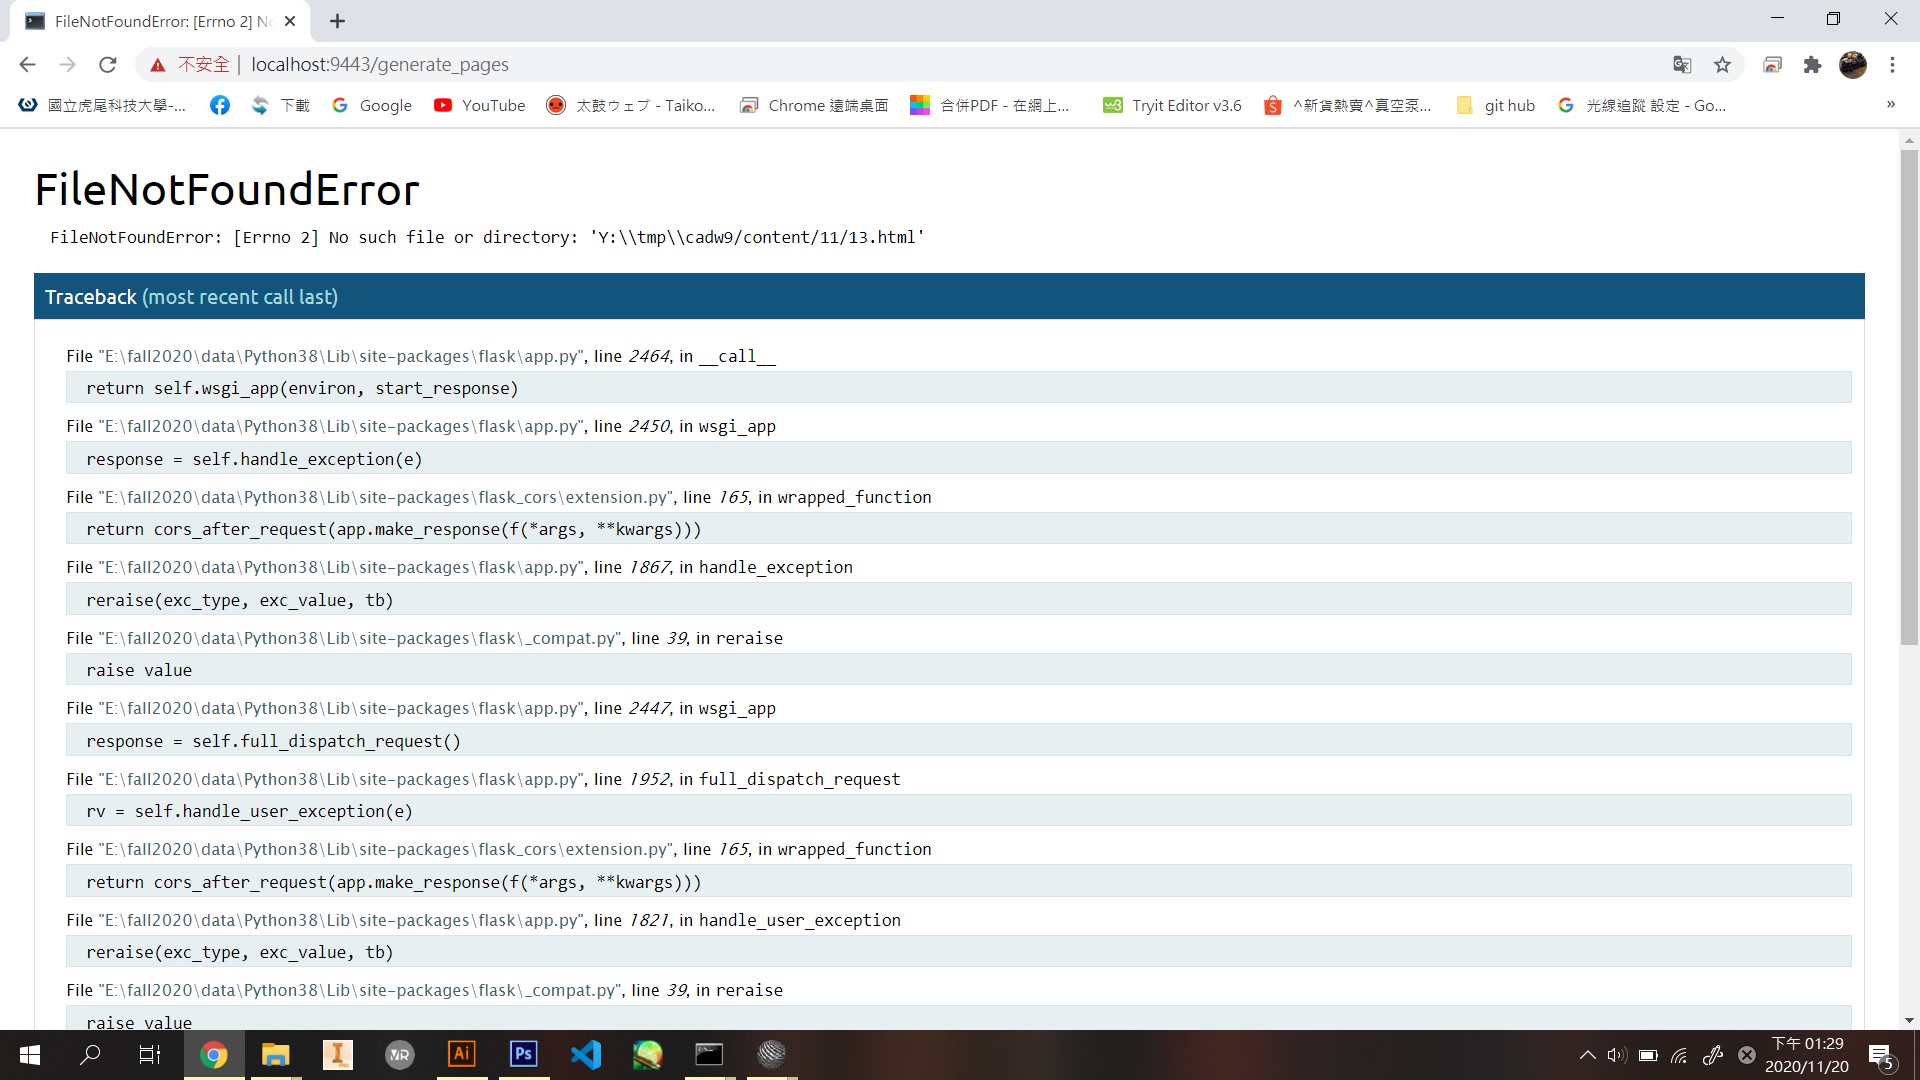 FileNotFoundError: [Errno 2] No
不安全 | localhost:9443/generate_pages
國立虎尾科技大學-... 下載 Google YouTube 太鼓ウェブ - Taiko... Chrome 遠端桌面 合併PDF - 在網上... Tryit Editor v3.6 ^新貨熱賣^真空泵... git hub 光線追蹤 設定 - Go... »
FileNotFoundError
FileNotFoundError: [Errno 2] No such file or directory: 'Y:\\tmp\\cadw9/content/11/13.html'
Traceback (most recent call last)
File "E:\fall2020\data\Python38\Lib\site-packages\flask\app.py", line 2464, in __call__
return self.wsgi_app(environ, start_response)
File "E:\fall2020\data\Python38\Lib\site-packages\flask\app.py", line 2450, in wsgi_app
response = self.handle_exception(e)
File "E:\fall2020\data\Python38\Lib\site-packages\flask_cors\extension.py", line 165, in wrapped_function
return cors_after_request(app.make_response(f(*args, **kwargs)))
File "E:\fall2020\data\Python38\Lib\site-packages\flask\app.py", line 1867, in handle_exception
reraise(exc_type, exc_value, tb)
File "E:\fall2020\data\Python38\Lib\site-packages\flask\_compat.py", line 39, in reraise
raise value
File "E:\fall2020\data\Python38\Lib\site-packages\flask\app.py", line 2447, in wsgi_app
response = self.full_dispatch_request()
File "E:\fall2020\data\Python38\Lib\site-packages\flask\app.py", line 1952, in full_dispatch_request
rv = self.handle_user_exception(e)
File "E:\fall2020\data\Python38\Lib\site-packages\flask_cors\extension.py", line 165, in wrapped_function
return cors_after_request(app.make_response(f(*args, **kwargs)))
File "E:\fall2020\data\Python38\Lib\site-packages\flask\app.py", line 1821, in handle_user_exception
reraise(exc_type, exc_value, tb)
File "E:\fall2020\data\Python38\Lib\site-packages\flask\_compat.py", line 39, in reraise
raise value
下午 01:29
2020/11/20
5